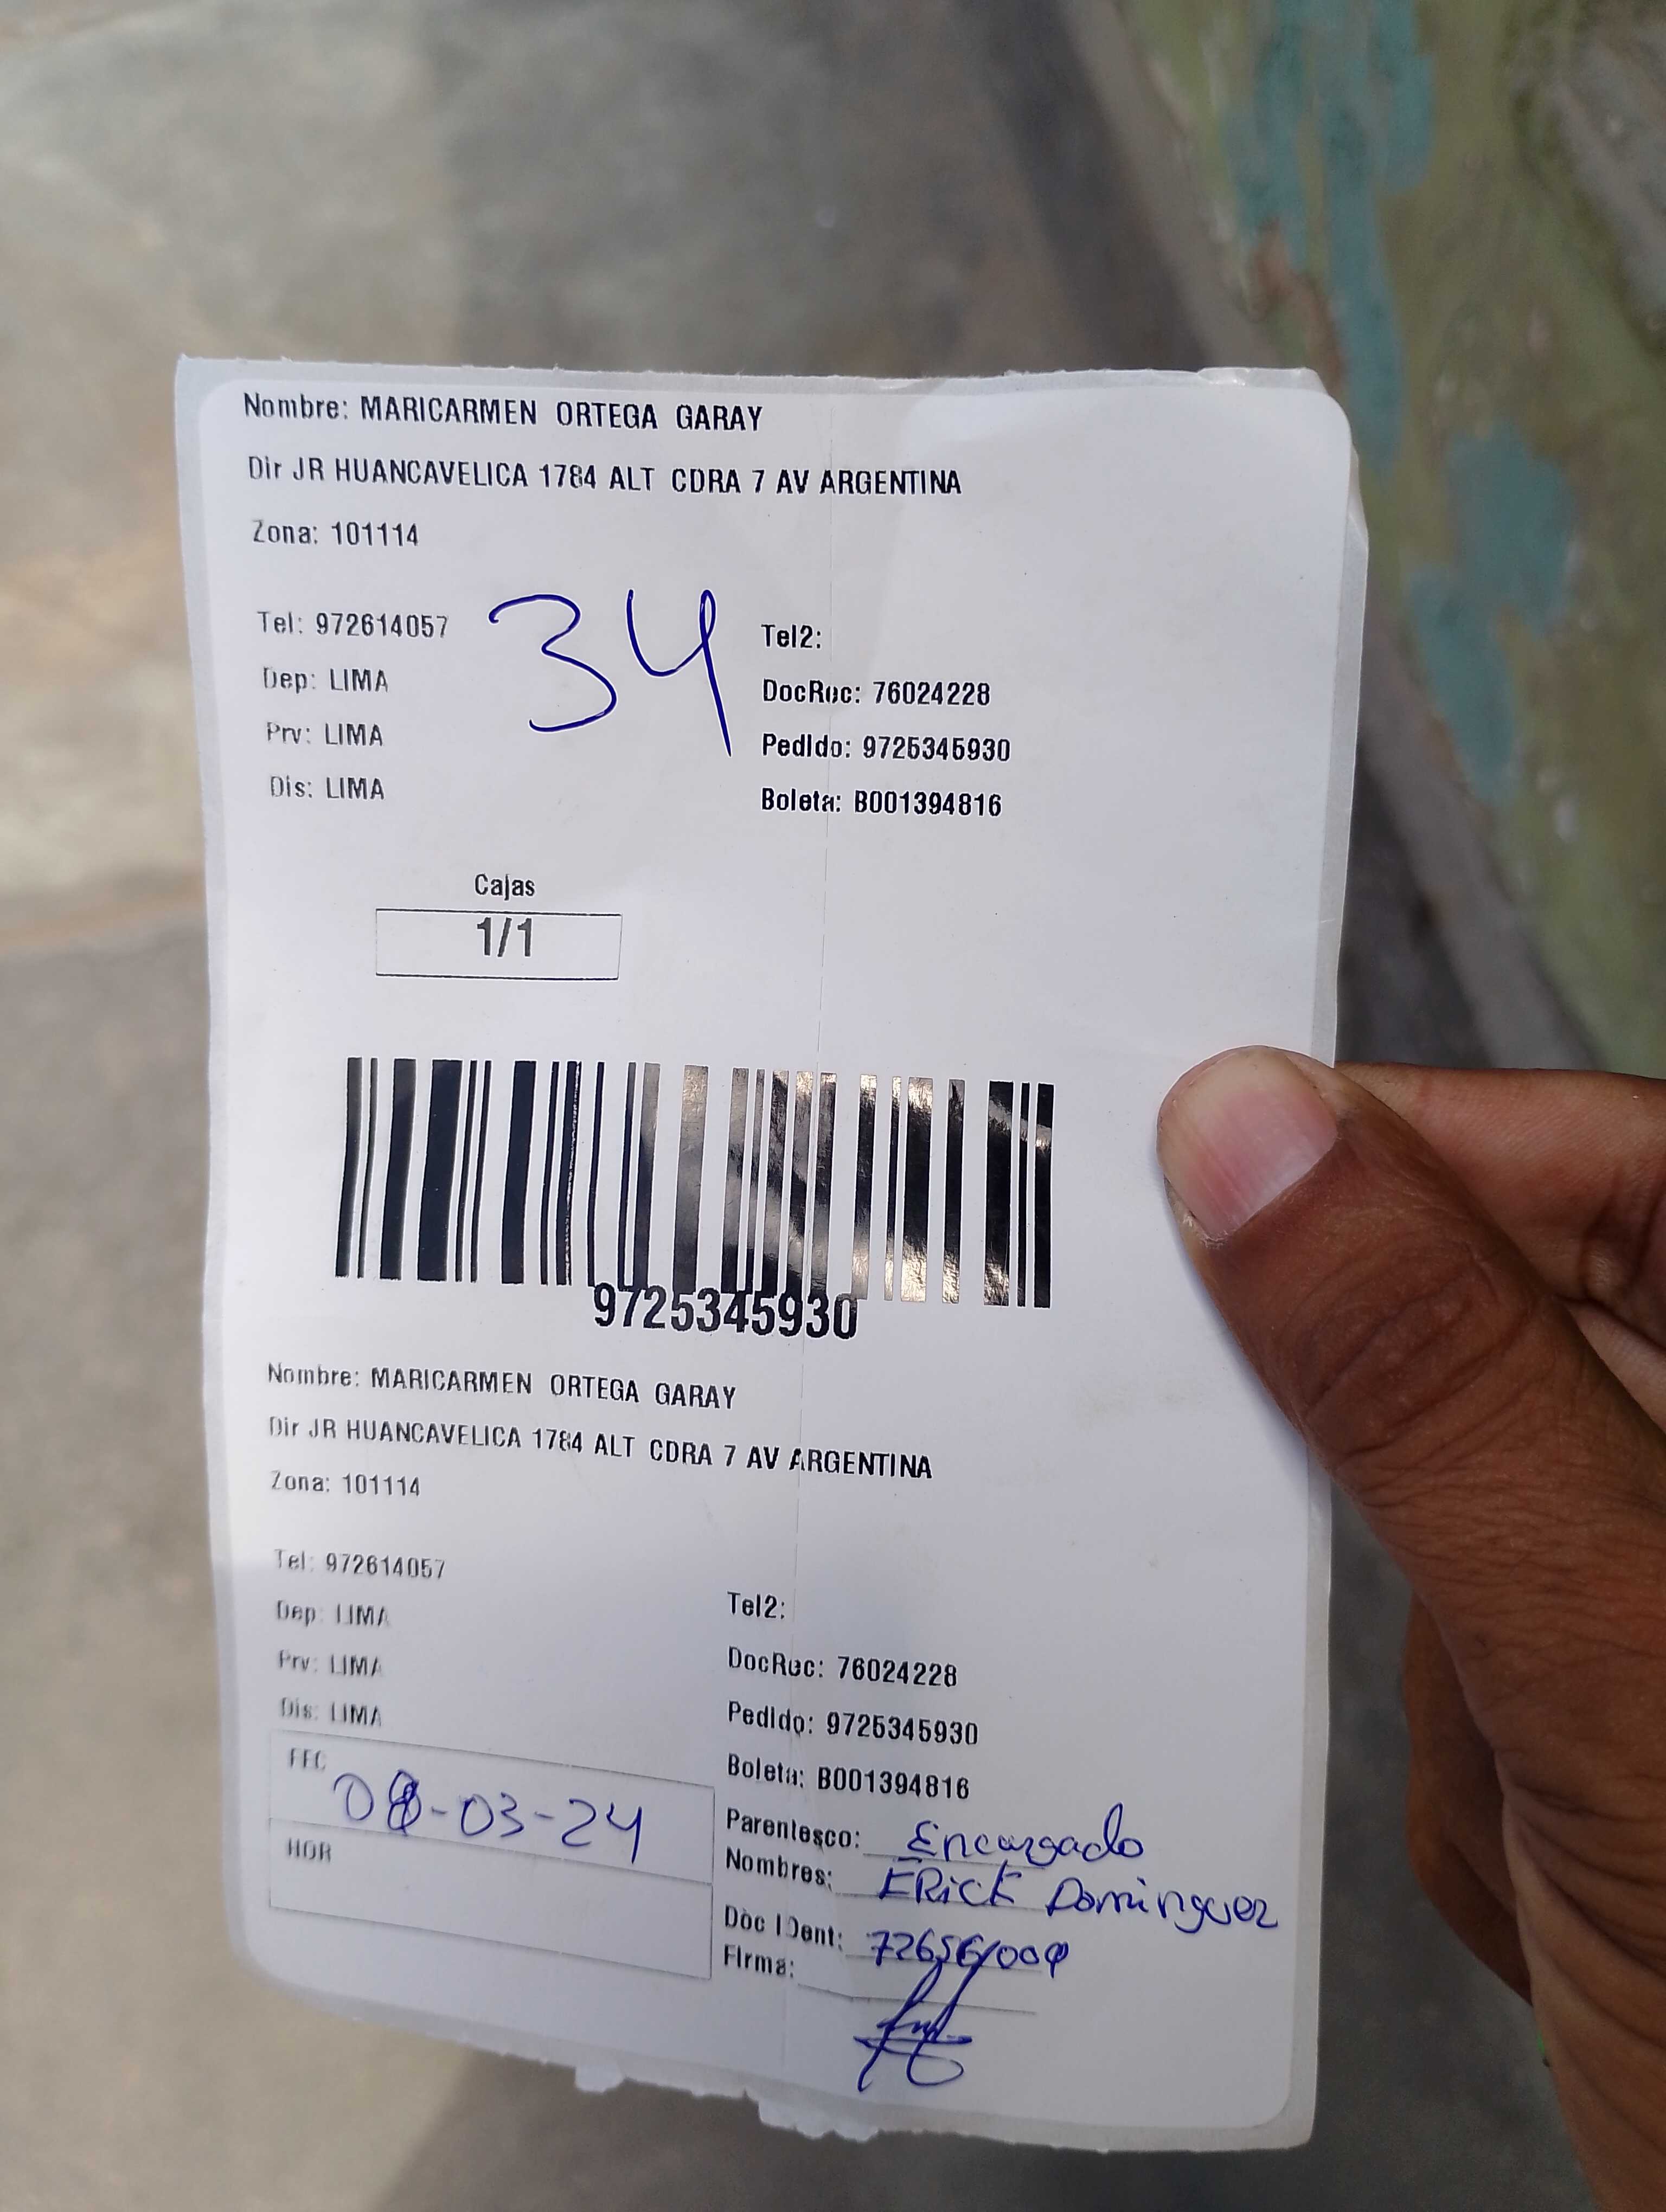 Nombre: MARICARMEN ORTEGA GARAY
Dir JR HUANCAVELICA 1784 ALT CDRA 7 AV ARGENTINA
Zona: 101114
34
Tel: 972614057 Tel2:
Dep: LIMA DocRec: 76024228
Prv: LIMA Pedido: 9725345930
Dis: LIMA Boleta: B001394816
Cajas
1/1
9725345930
Nombre: MARICARMEN ORTEGA GARAY
Dir JR HUANCAVELICA 1784 ALT CDRA 7 AV ARGENTINA
Zona: 101114
Tel: 972614057
Dep: LIMA Tel2:
Prv: LIMA DocRec: 76024228
Dis: LIMA Pedido: 9725345930
Boleta: B001394816
FEC 08-03-24
HOR
Parentesco: Encargado
Nombres: ERICK Dominguez
Doc IDent:
Firma: